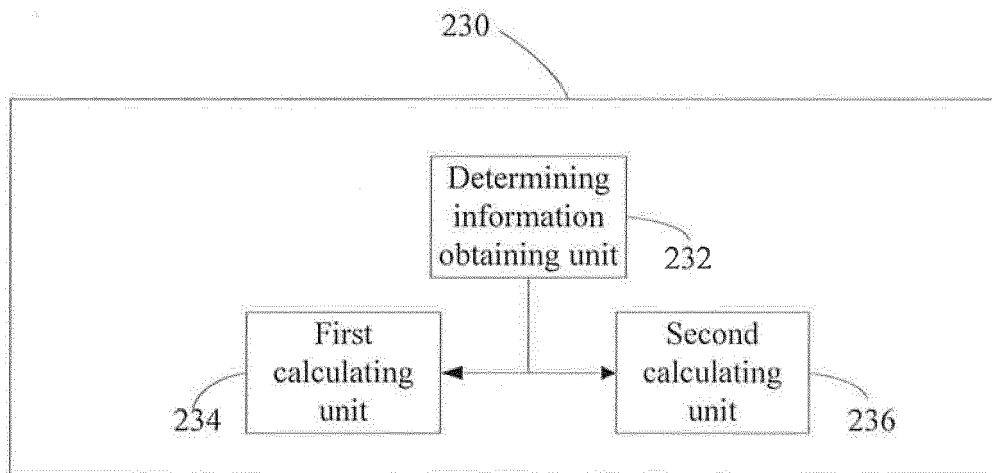 230
Determining
information
obtaining unit
232
First
calculating
unit
234
Second
calculating
unit
236